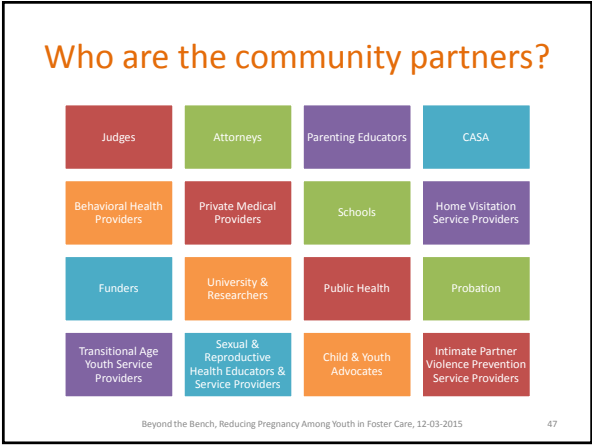 Who are the community partners?
Judges
Attorneys
Parenting Educators
CASA
Behavioral Health
Providers
Private Medical
Providers
Schools
Home Visitation
Service Providers
Funders
University &
Researchers
Public Health
Probation
Transitional Age
Youth Service
Providers
Sexual &
Reproductive
Health Educators &
Service Providers
Child & Youth
Advocates
Intimate Partner
Violence Prevention
Service Providers
Beyond the Bench, Reducing Pregnancy Among Youth in Foster Care, 12-03-2015
47